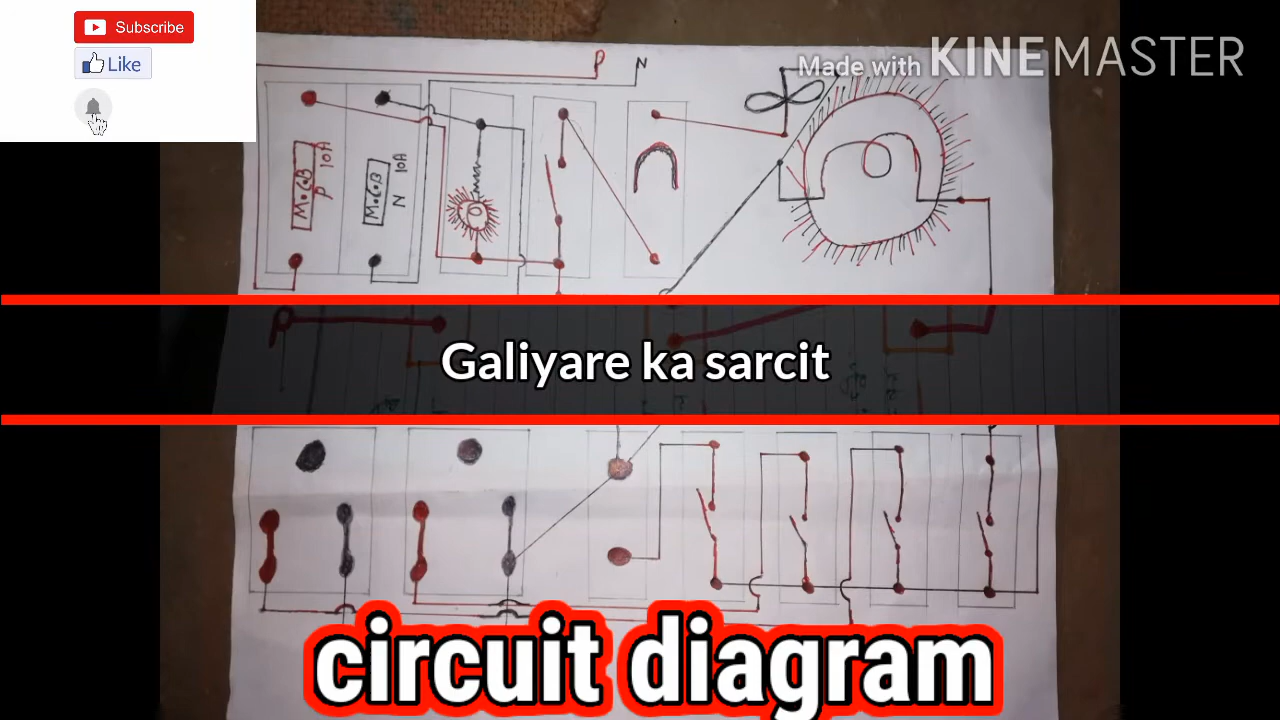 Subscribe
Like
Made with KINEMASTER
P
N
M.C.B
P
10A
M.C.B
N
10A
Galiyare ka sarcit
circuit diagram